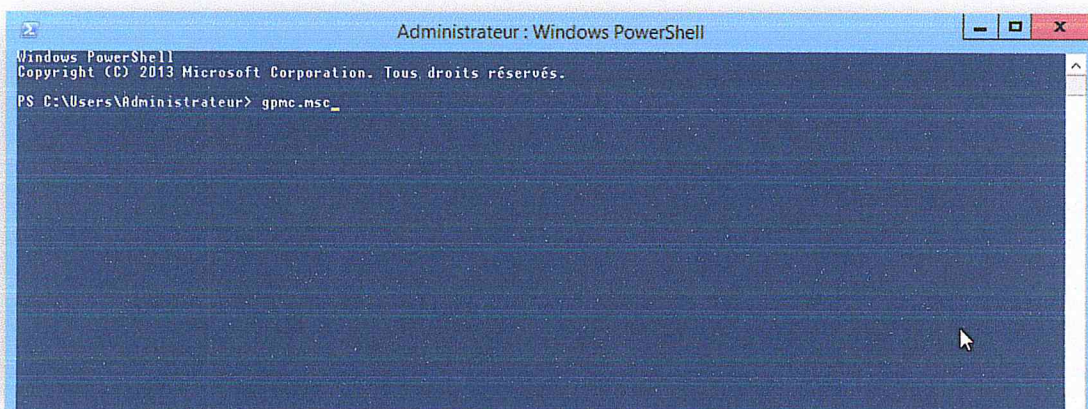 Administrateur : Windows PowerShell
Windows PowerShell
Copyright (C) 2013 Microsoft Corporation. Tous droits réservés.
PS C:\Users\Administrateur> gpmc.msc_